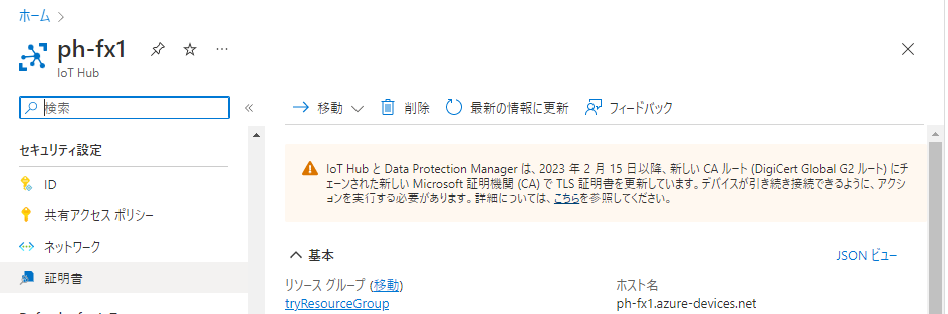 ホーム
ph-fx1
IoT Hub
検索
移動 削除 最新の情報に更新 フィードバック
セキュリティ設定
ID
共有アクセス ポリシー
ネットワーク
証明書
IoT Hub と Data Protection Manager は、2023 年 2 月 15 日以降、新しい CA ルート (DigiCert Global G2 ルート) にチ
ェーンされた新しい Microsoft 証明機関 (CA) で TLS 証明書を更新しています。デバイスが引き続き接続できるように、アクシ
ョンを実行する必要があります。詳細については、こちらを参照してください。
基本 JSON ビュー
リソース グループ (移動) ホスト名
tryResourceGroup ph-fx1.azure-devices.net